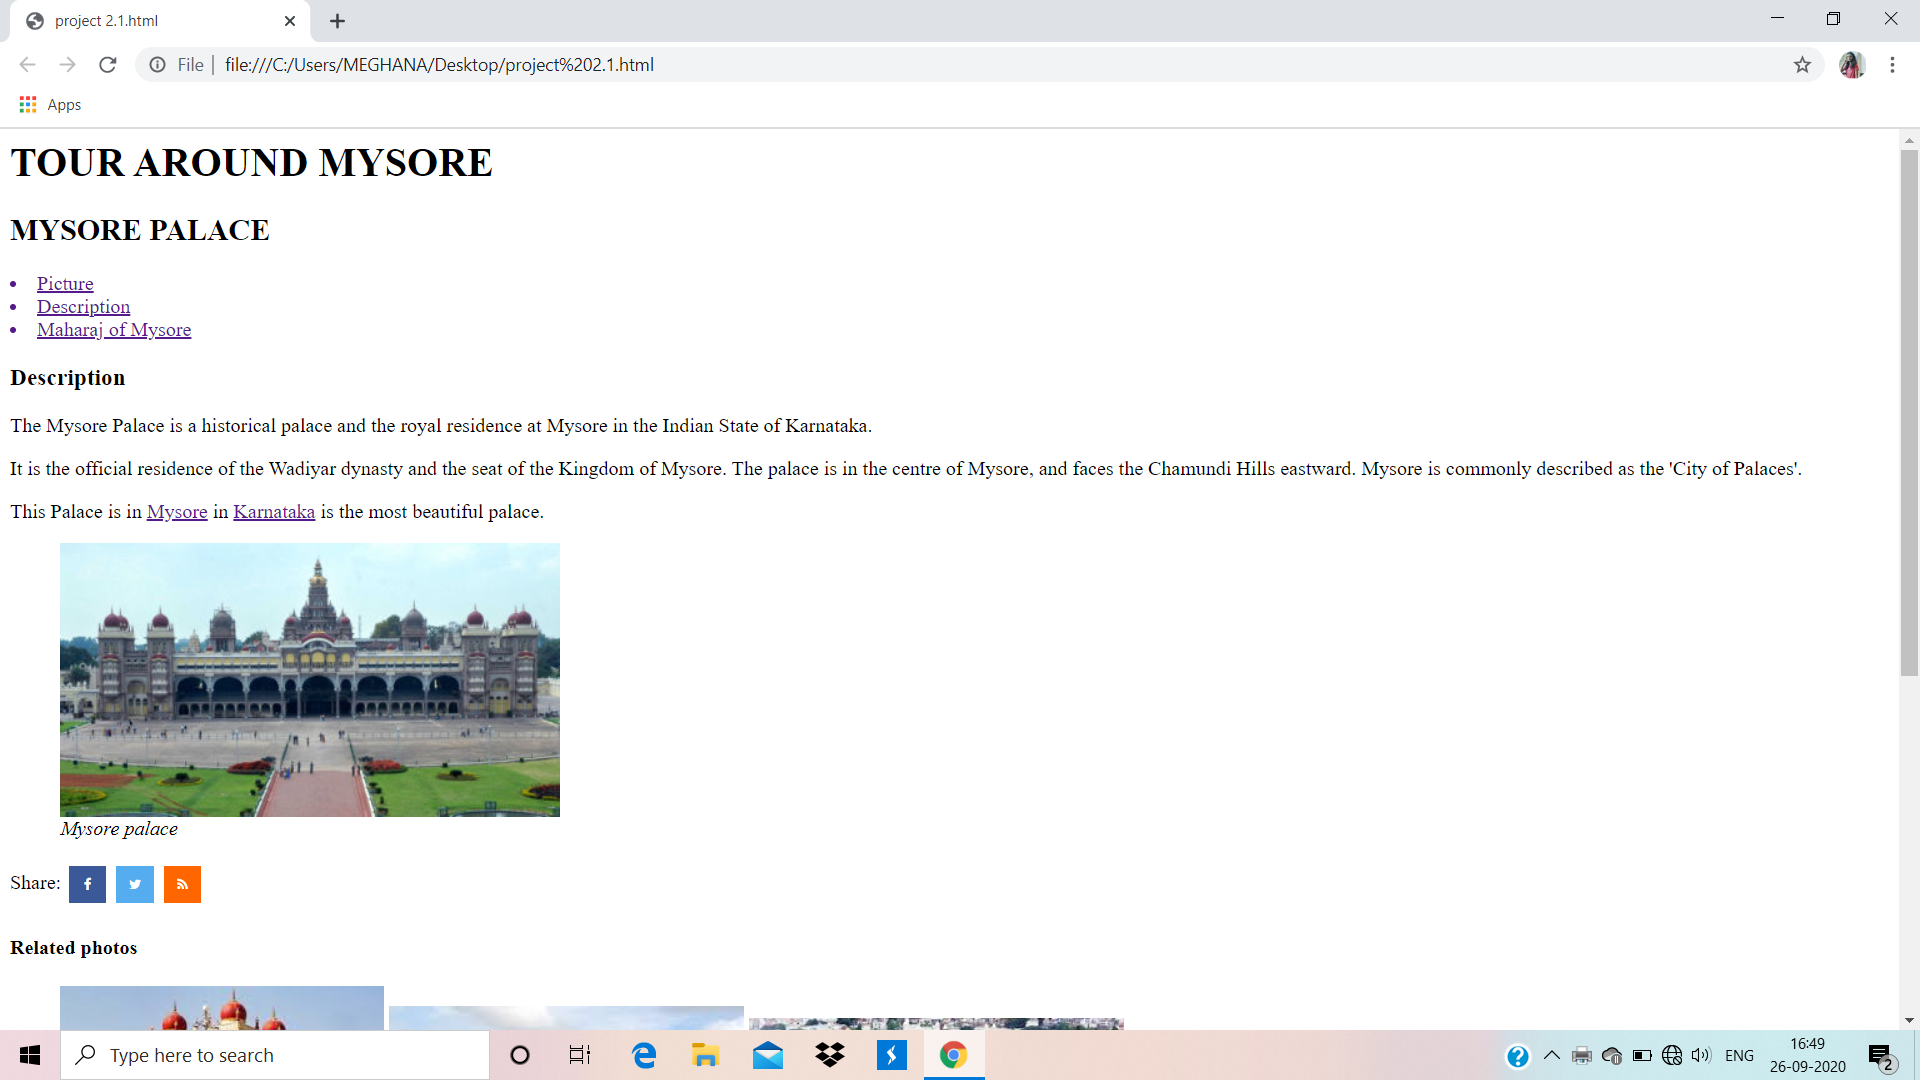 project 2.1.html
File
file:///C:/Users/MEGHANA/Desktop/project%202.1.html
Apps
TOUR AROUND MYSORE
MYSORE PALACE
Picture
Description
Maharaj of Mysore
Description
The Mysore Palace is a historical palace and the royal residence at Mysore in the Indian State of Karnataka.
It is the official residence of the Wadiyar dynasty and the seat of the Kingdom of Mysore. The palace is in the centre of Mysore, and faces the Chamundi Hills eastward. Mysore is commonly described as the 'City of Palaces'.
This Palace is in Mysore in Karnataka is the most beautiful palace.
Mysore palace
Share:
Related photos
Type here to search
ENG
16:49
26-09-2020
2